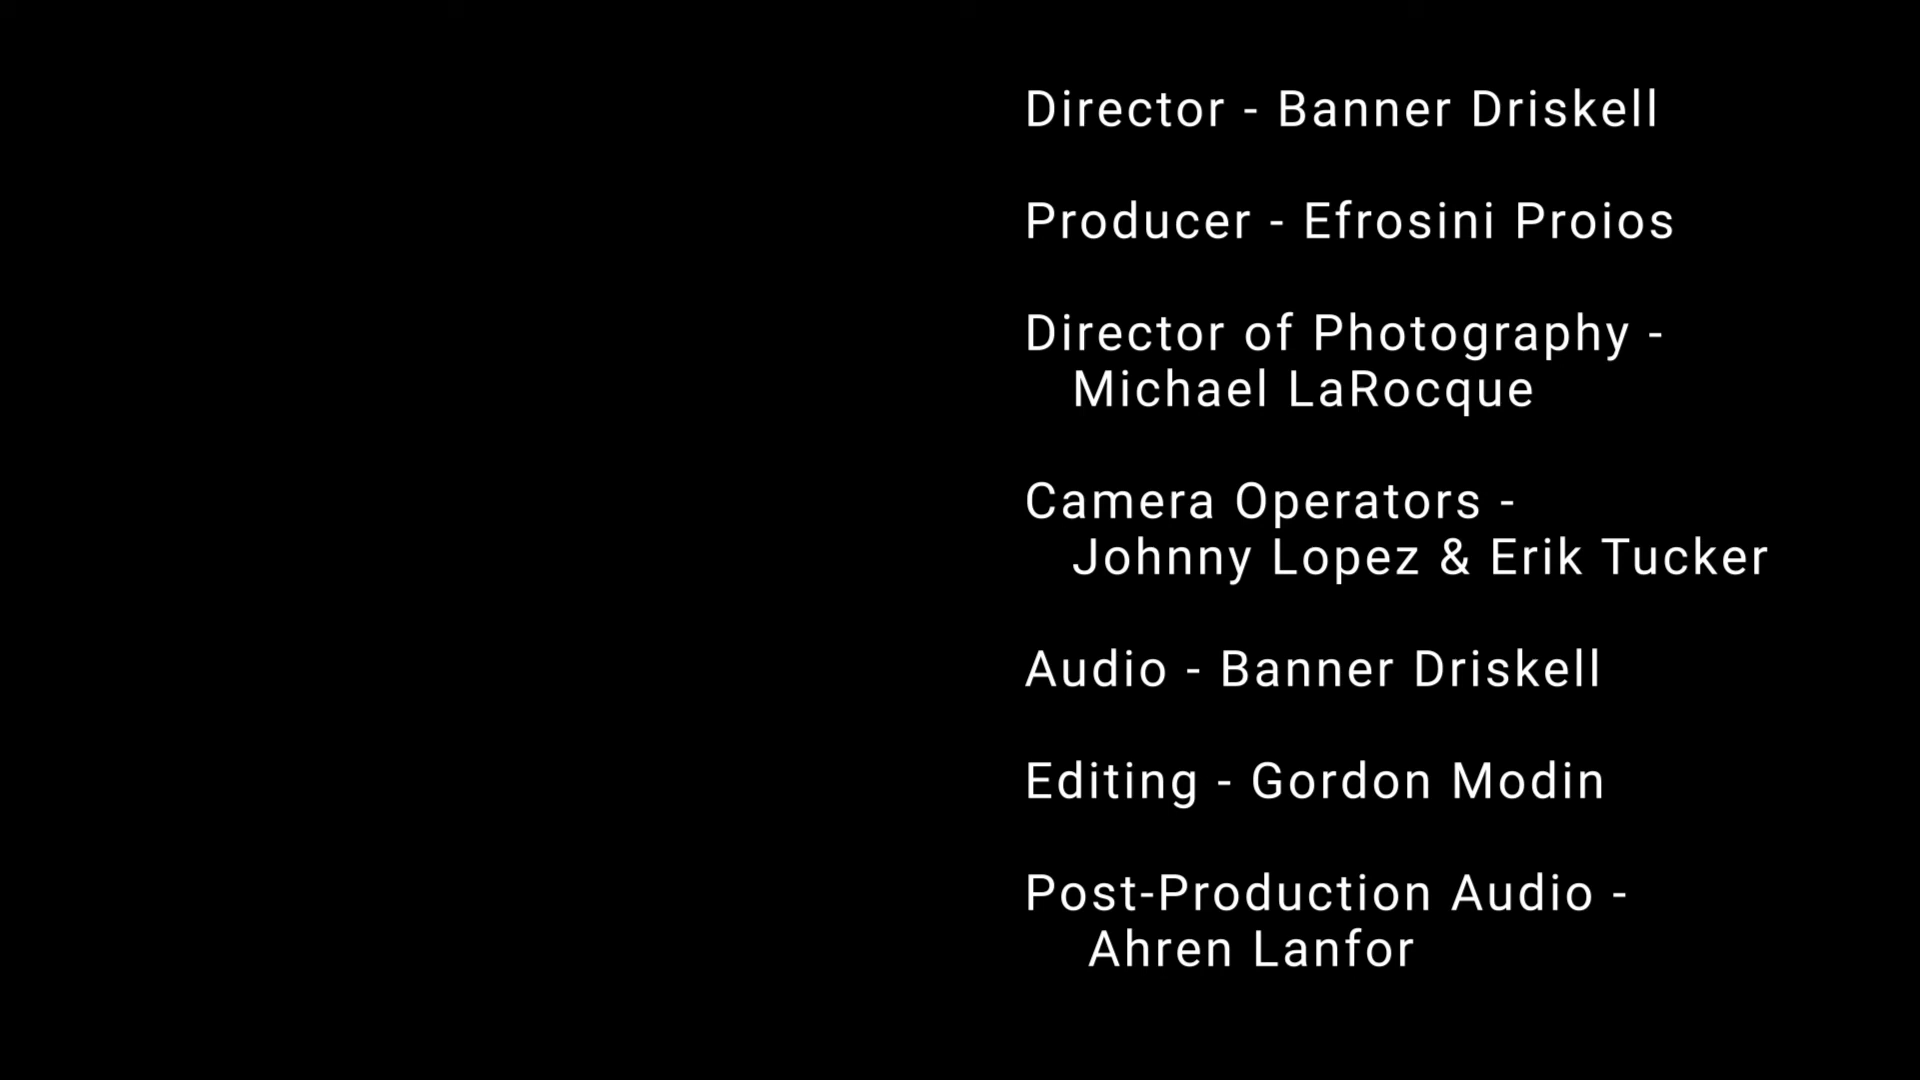 Director - Banner Driskell
Producer - Efrosini Proios
Director of Photography -
Michael LaRocque
Camera Operators -
Johnny Lopez & Erik Tucker
Audio - Banner Driskell
Editing - Gordon Modin
Post-Production Audio -
Ahren Lanfor